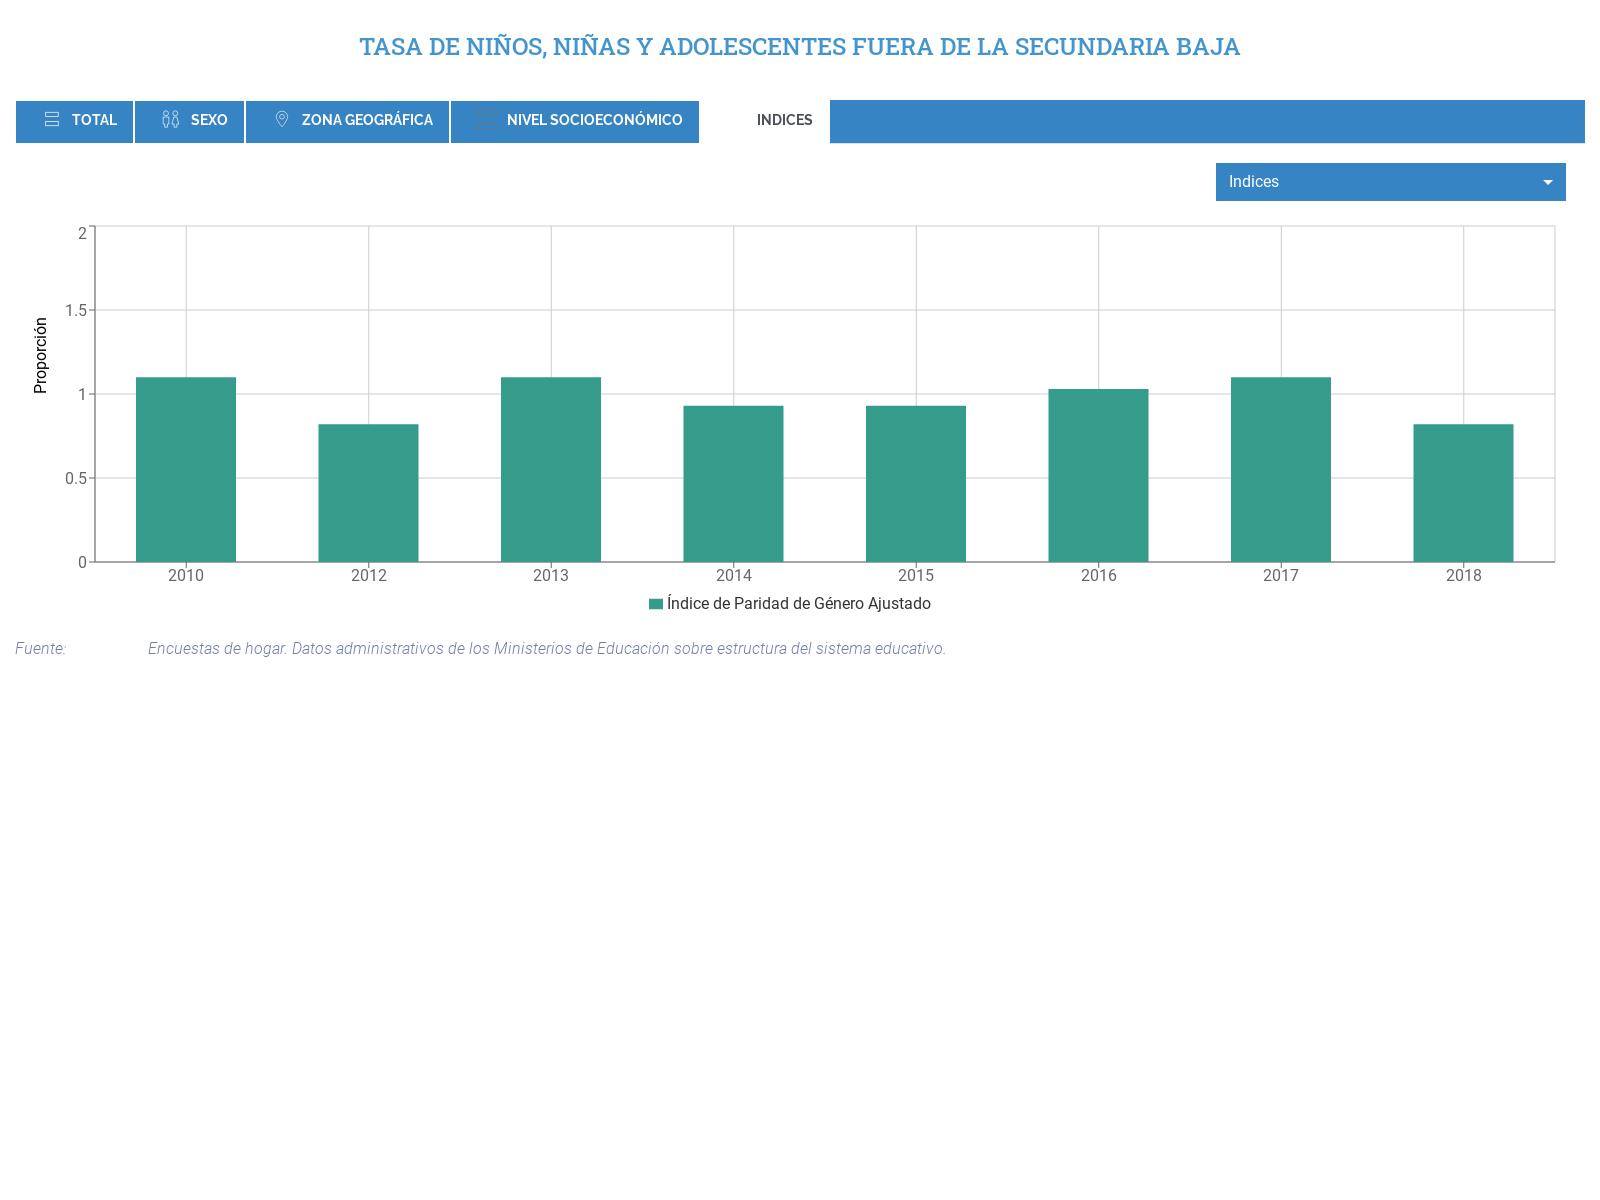 TASA DE NIÑOS, NIÑAS Y ADOLESCENTES FUERA DE LA SECUNDARIA BAJA
TOTAL SEXO ZONA GEOGRÁFICA NIVEL SOCIOECONÓMICO INDICES
Indices
Proporción
2
1.5
1
0.5
0
2010 2012 2013 2014 2015 2016 2017 2018
Índice de Paridad de Género Ajustado
Fuente: Encuestas de hogar. Datos administrativos de los Ministerios de Educación sobre estructura del sistema educativo.